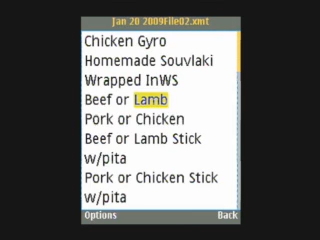 Jan 20 2009File02.xmt
Chicken Gyro
Homemade Souvlaki
Wrapped InWS
Beef or Lamb
Pork or Chicken
Beef or Lamb Stick
w/pita
Pork or Chicken Stick
w/pita
Options Back